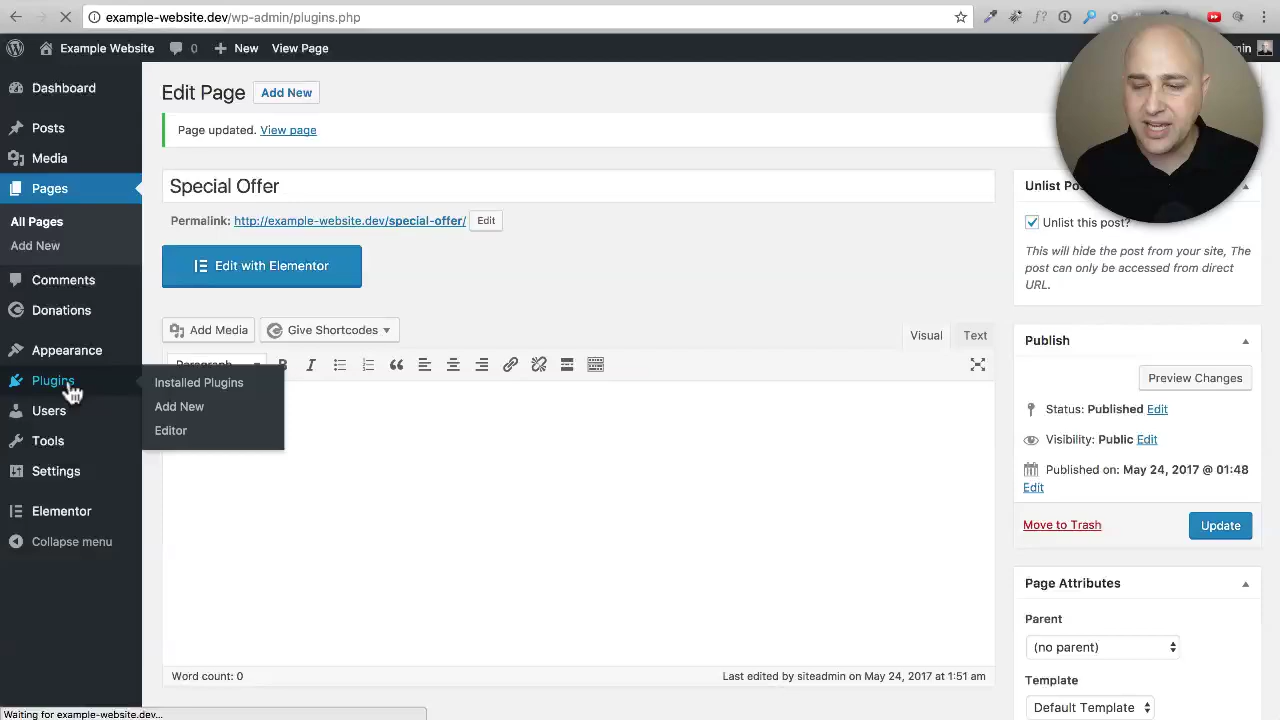 example-website.dev/wp-admin/plugins.php
Example Website 0 New View Page
Dashboard
Posts
Media
Pages
All Pages
Add New
Comments
Donations
Appearance
Plugins
Users
Tools
Settings
Elementor
Collapse menu
Installed Plugins
Add New
Editor
Edit Page Add New
Page updated. View page
Special Offer
Permalink: http://example-website.dev/special-offer/ Edit
Edit with Elementor
Add Media Give Shortcodes
Visual Text
Paragraph
Word count: 0 Last edited by siteadmin on May 24, 2017 at 1:51 am
Unlist this post?
This will hide the post from your site, The
post can only be accessed from direct
URL.
Publish
Preview Changes
Status: Published Edit
Visibility: Public Edit
Published on: May 24, 2017 @ 01:48
Edit
Move to Trash Update
Page Attributes
Parent
(no parent)
Template
Default Template
Waiting for example-website.dev...